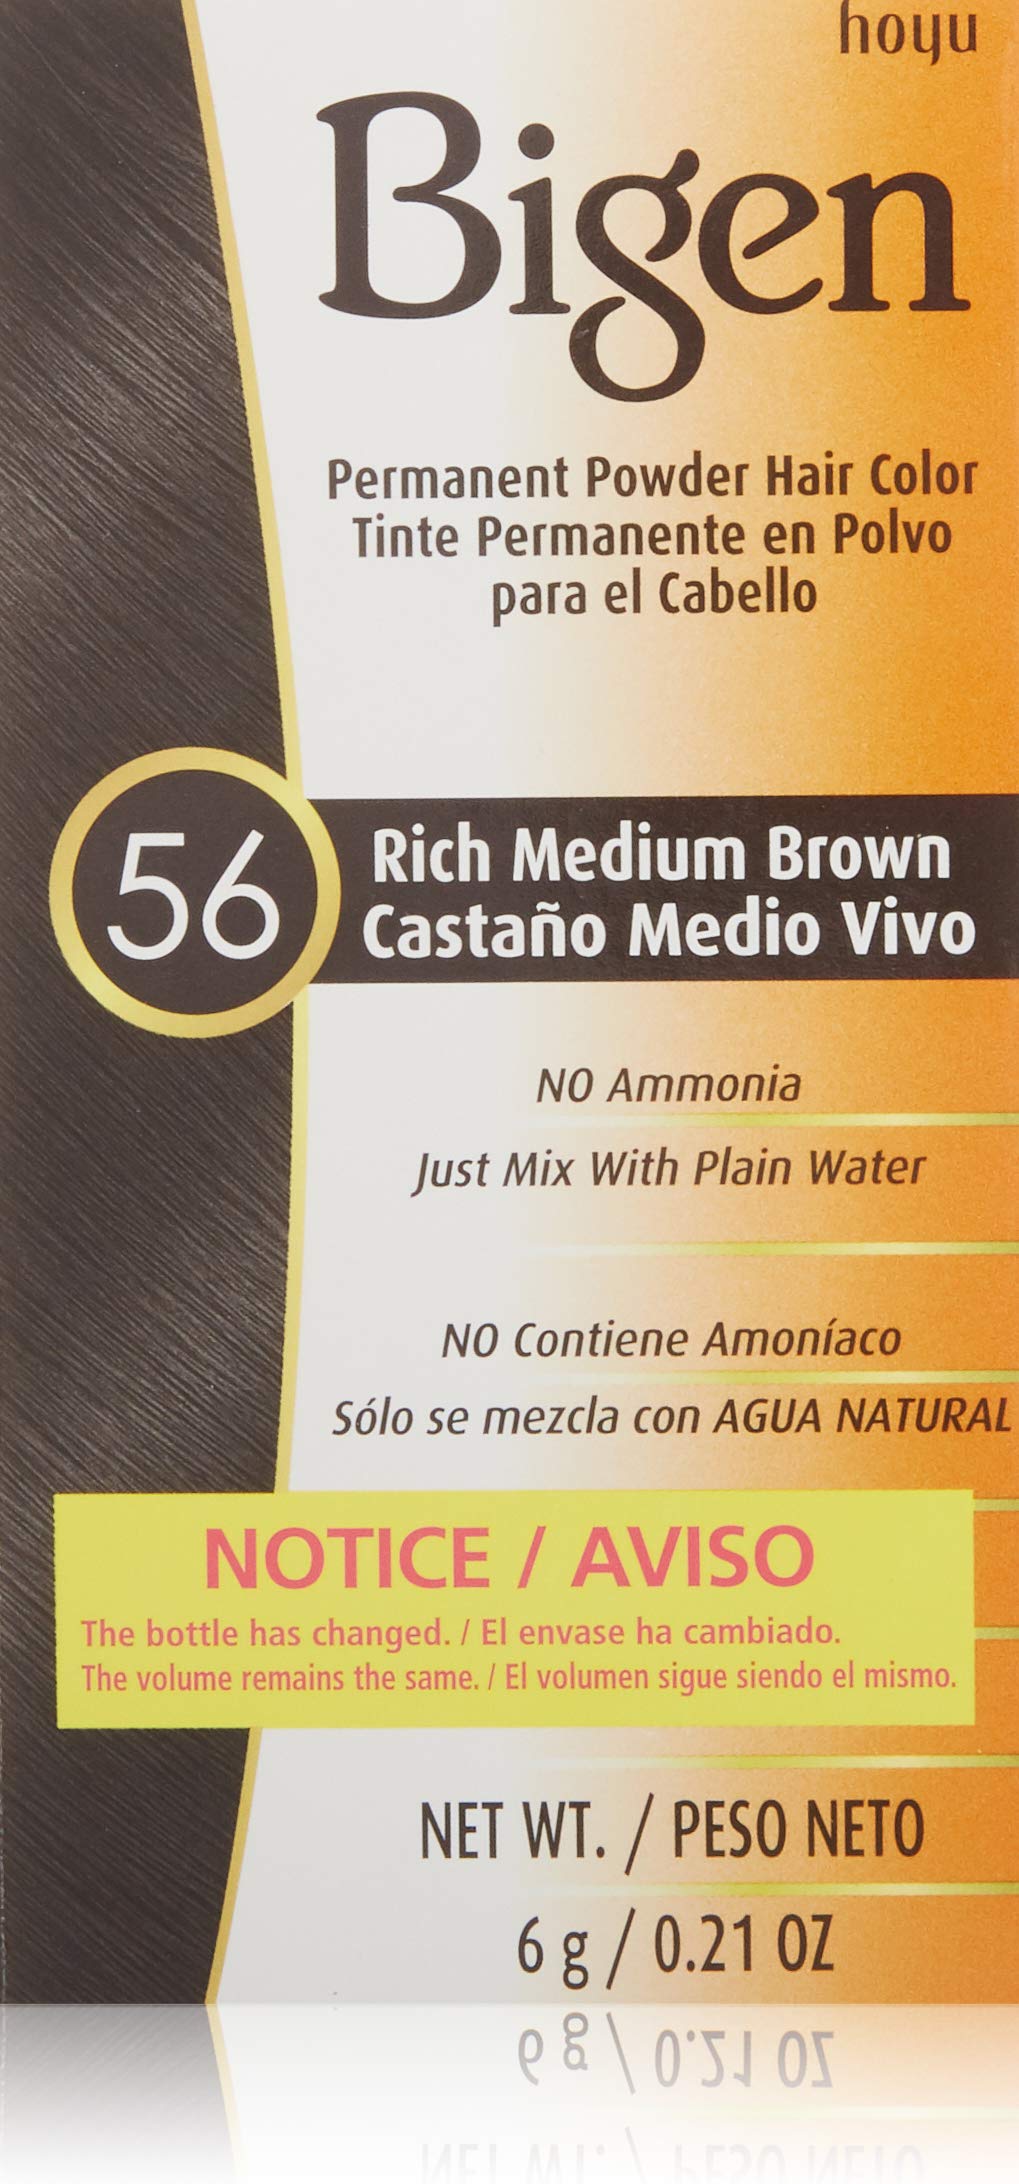 hoyu
Bigen
Permanent Powder Hair Color
Tinte Permanente en Polvo
para el Cabello
56
Rich Medium Brown
Castaño Medio Vivo
NO Ammonia
Just Mix With Plain Water
NO Contiene Amoníaco
Sólo se mezcla con AGUA NATURAL
NOTICE / AVISO
The bottle has changed. / El envase ha cambiado.
The volume remains the same. / El volumen sigue siendo el mismo.
NET WT. / PESO NETO
6 g / 0.21 OZ